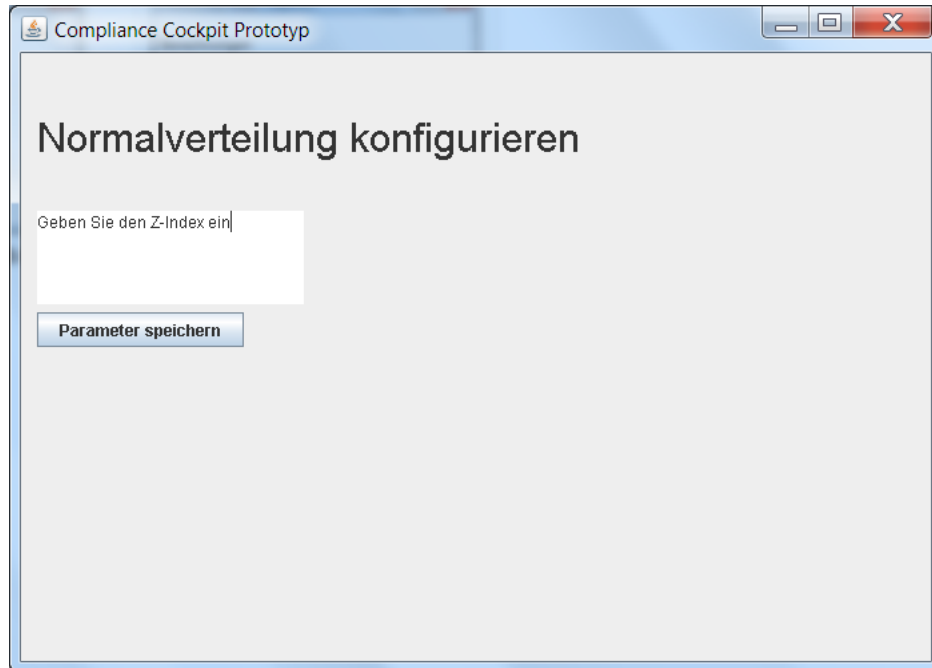 Compliance Cockpit Prototyp
Normalverteilung konfigurieren
Geben Sie den Z-Index ein
Parameter speichern